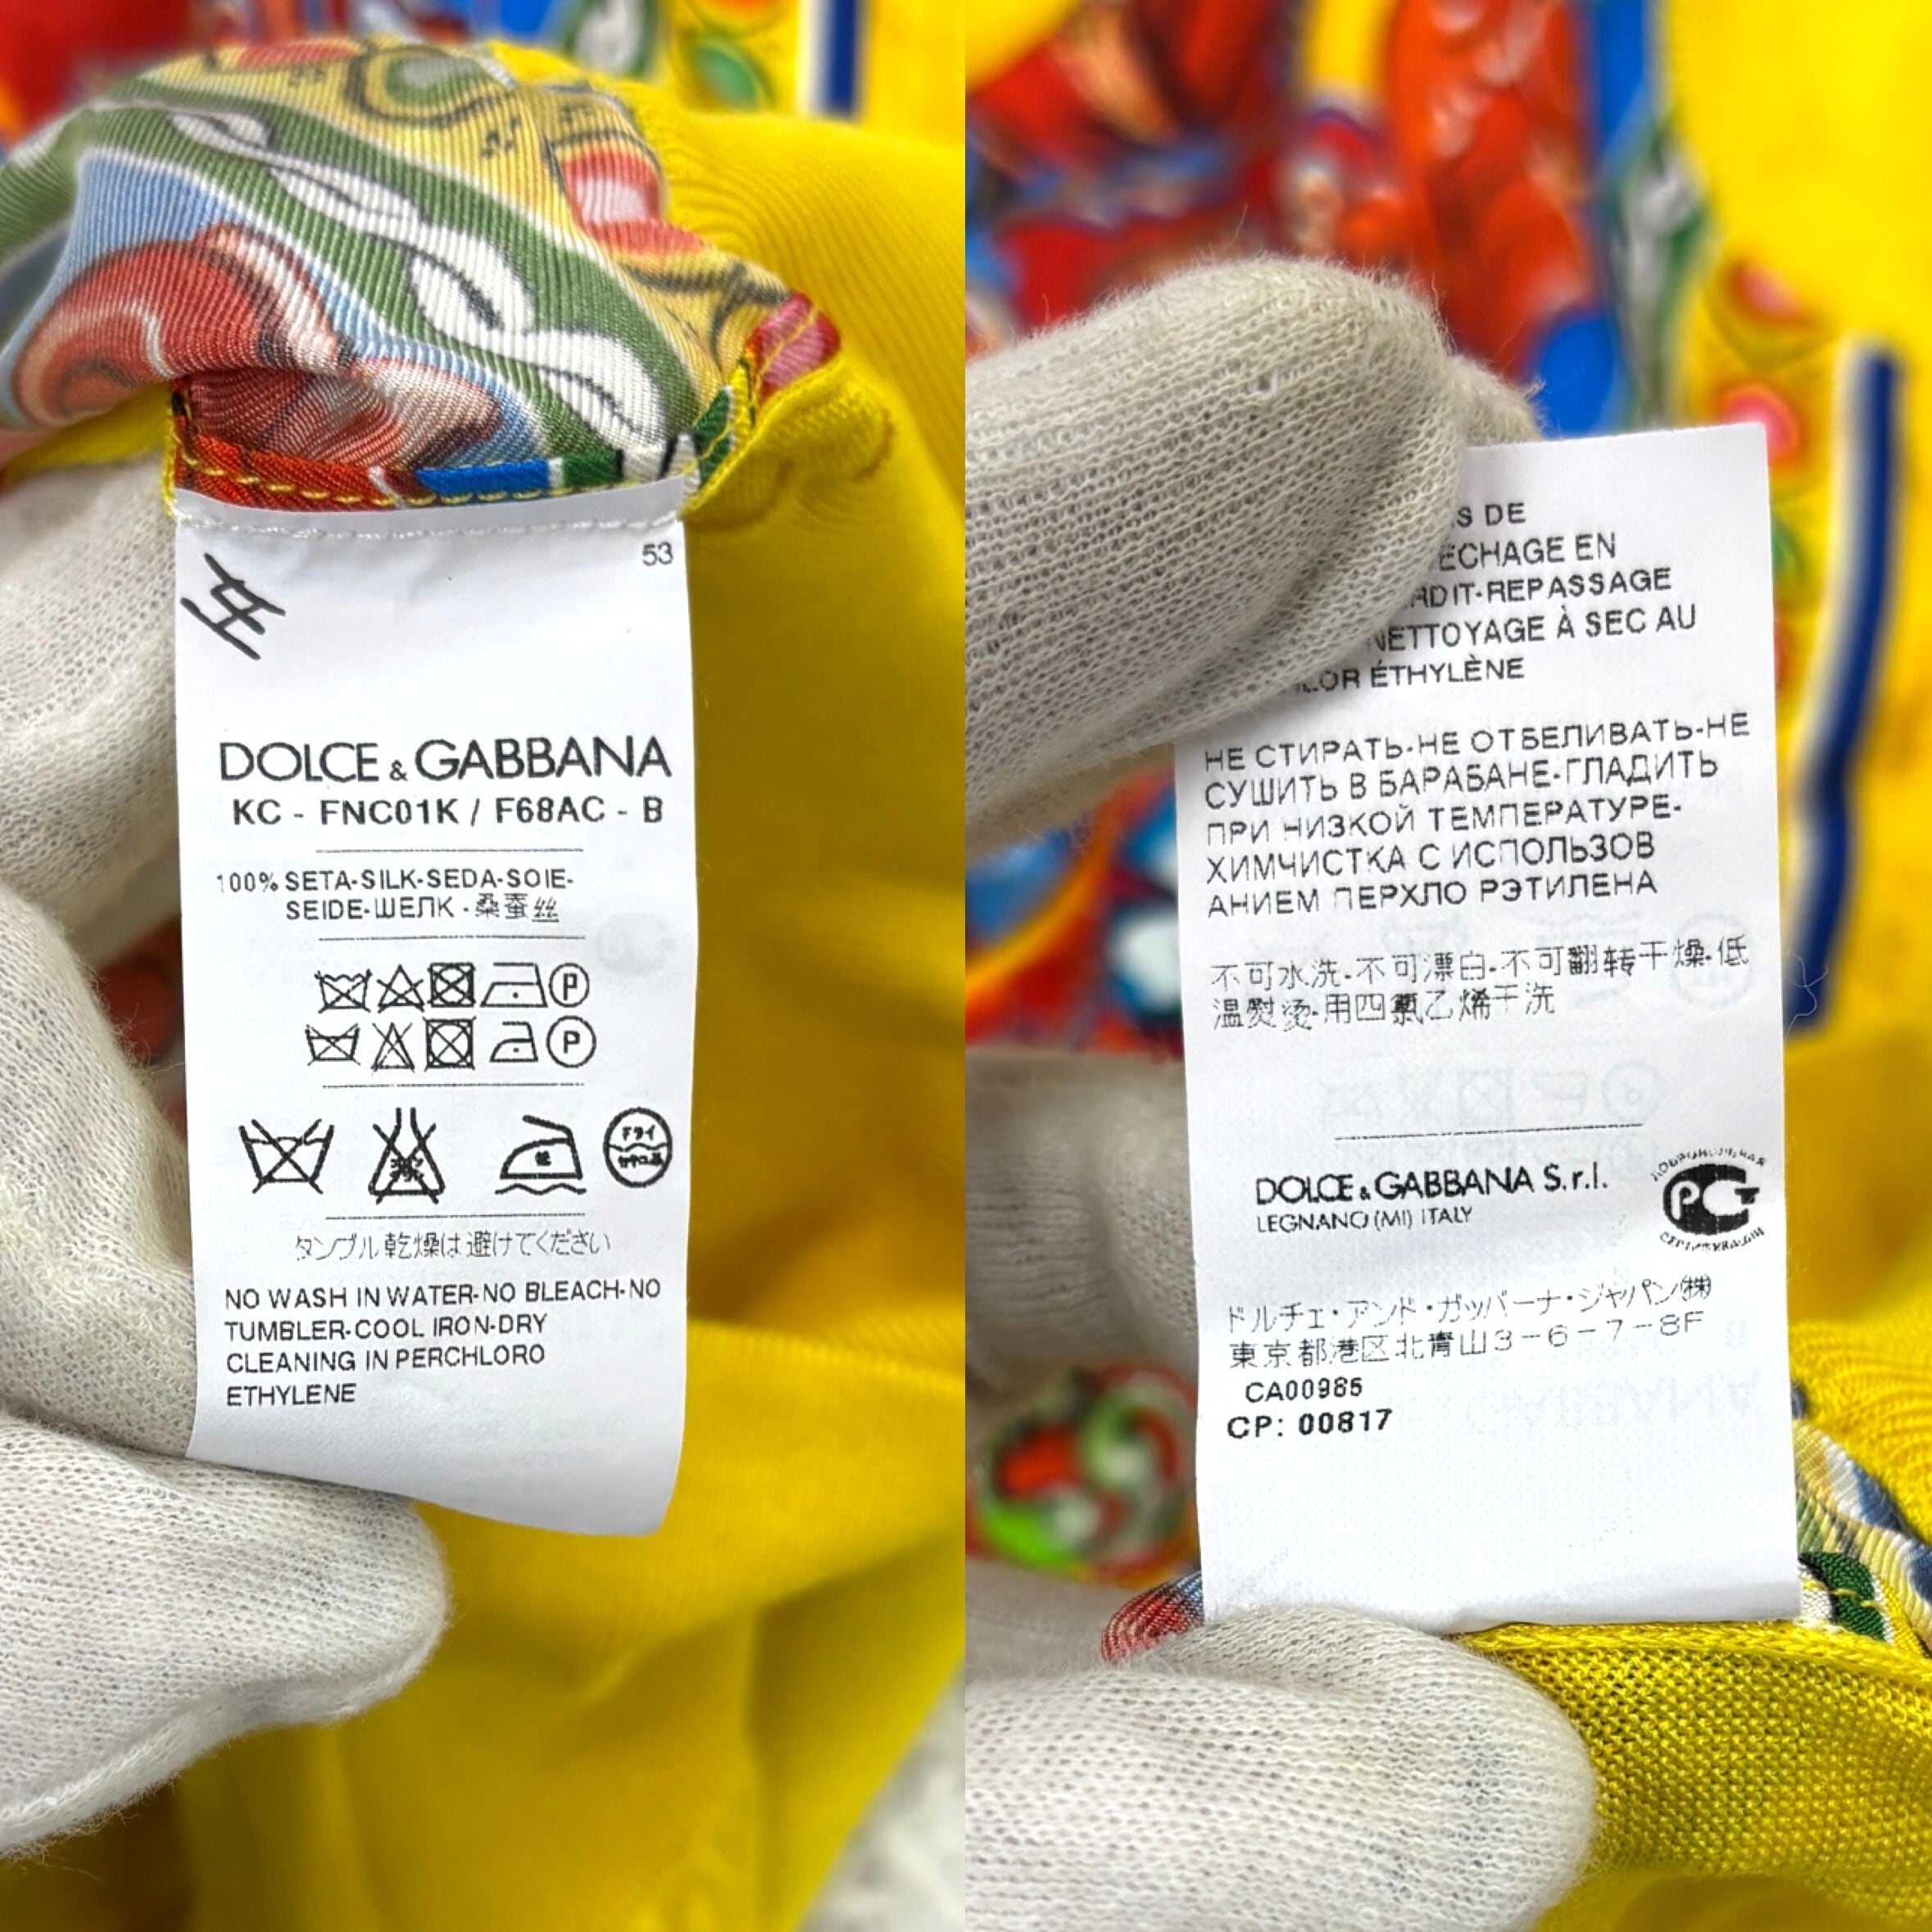 53
DOLCE & GABBANA
KC - FNC01K / F68AC - B
100% SETA-SILK-SEDA-SOIE-
SEIDE-ШЕЛК-桑蚕丝
P
P
ドライ
タンブル乾燥は避けてください
NO WASH IN WATER-NO BLEACH-NO
TUMBLER-COOL IRON-DRY
CLEANING IN PERCHLORO
ETHYLENE
S DE
ECHAGE EN
RDIT-REPASSAGE
NETTOYAGE À SEC AU
LOR ÉTHYLÈNE
НЕ СТИРАТЬ-НЕ ОТБЕЛИВАТЬ-НЕ
СУШИТЬ В БАРАБАНЕ-ГЛАДИТЬ
ПРИ НИЗКОЙ ТЕМПЕРАТУРЕ-
ХИМЧИСТКА С ИСПОЛЬЗОВ
АНИЕМ ПЕРХЛО РЭТИЛЕНА
不可水洗-不可漂白-不可翻转干燥-低
温熨烫-用四氯乙烯干洗
DOLCE & GABBANA S.r.l.
LEGNANO (MI) ITALY
ドルチェ・アンド・ガッバーナ・ジャパン(株)
東京都港区北青山3-6-7-8F
CA00985
CP: 00817